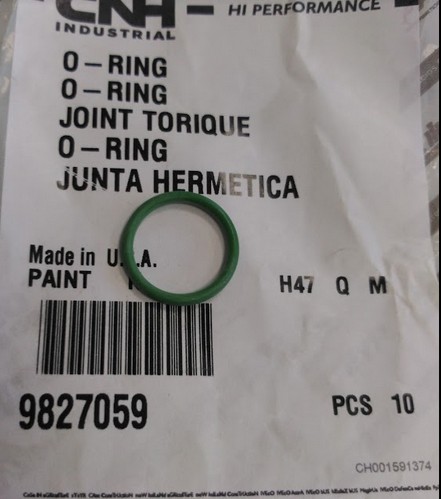 CNH HI PERFORMANCE
INDUSTRIAL
O-RING
O-RING
JOINT TORIQUE
O-RING
JUNTA HERMETICA
Made in U.S.A.
PAINT H47 Q M
9827059 PCS 10
CH001591374